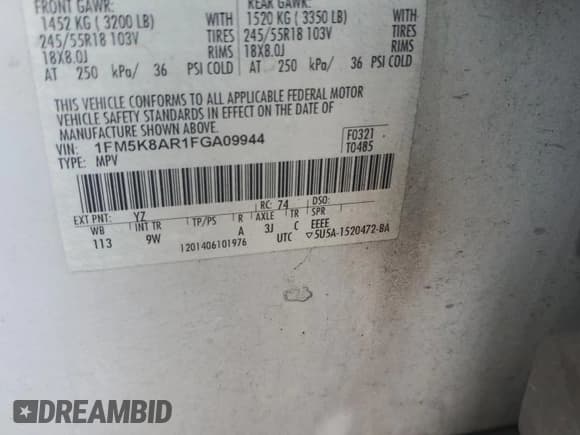 FRONT GAWR: REAR GAWR:
1452 KG ( 3200 LB) WITH 1520 KG ( 3350 LB) WITH
245/55R18 103V TIRES 245/55R18 103V TIRES
18X8.0J RIMS 18X8.0J RIMS
AT 250 kPa/ 36 PSI COLD AT 250 kPa/ 36 PSI COLD
THIS VEHICLE CONFORMS TO ALL APPLICABLE FEDERAL MOTOR
VEHICLE SAFETY STANDARDS IN EFFECT ON THE DATE OF
MANUFACTURE SHOWN ABOVE.
VIN: 1FM5K8AR1FGA09944 F0321
TYPE: MPV T0485
EXT PNT: YZ RC: 74 DSO:
WB INT TR TP/PS R AXLE TR SPR
113 9W A 3J C EEEE
1201406101976 UTC ▽5U5A-1520472-BA
DREAMBID